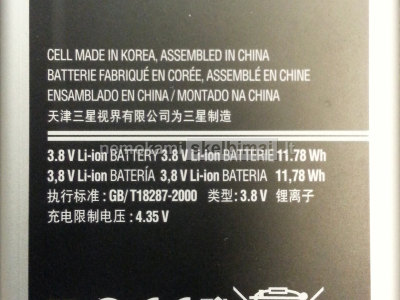 CELL MADE IN KOREA, ASSEMBLED IN CHINA
BATTERIE FABRIQUÉ EN CORÉE, ASSEMBLÉ EN CHINE
ENSAMBLADO EN CHINA / MONTADO NA CHINA
天津三星视界有限公司为三星制造
nemokami skelbimai.lt
3.8 V Li-ion BATTERY 3.8 V Li-ion BATTERIE 11.78 Wh
3,8 V Li-ion BATERÍA 3,8 V Li-ion BATERIA 11,78 Wh
执行标准: GB/T18287-2000 类型: 3.8 V 锂离子
充电限制电压: 4.35 V